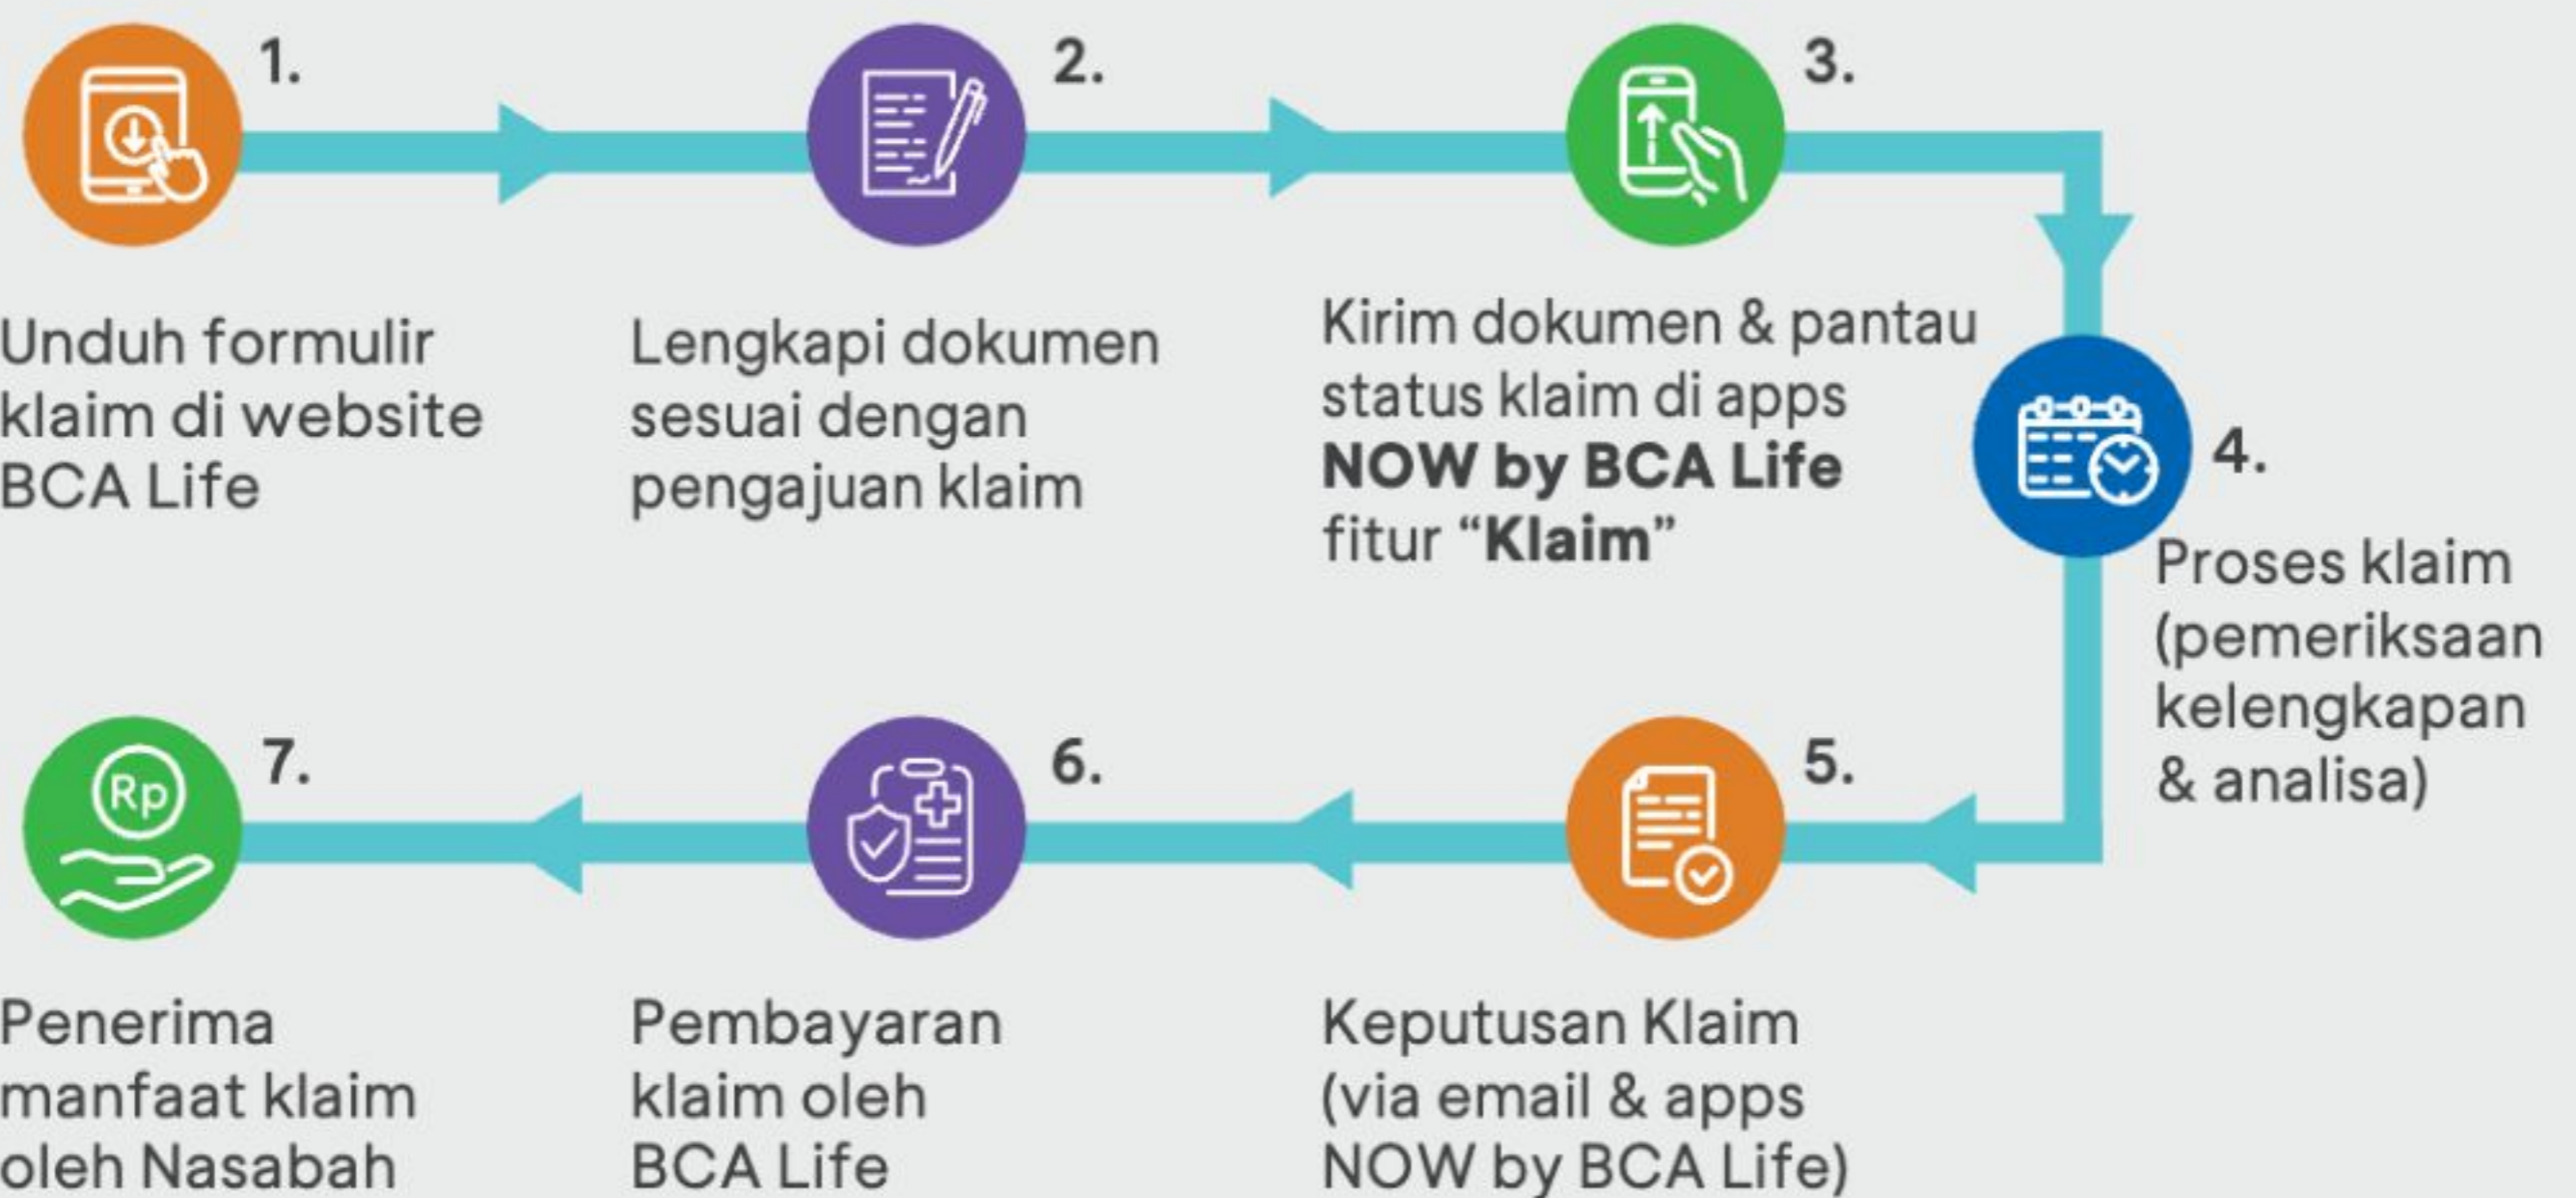 1.
Unduh formulir
klaim di website
BCA Life
2.
Lengkapi dokumen
sesuai dengan
pengajuan klaim
3.
Kirim dokumen & pantau
status klaim di apps
NOW by BCA Life
fitur “Klaim”
4.
Proses klaim
(pemeriksaan
kelengkapan
& analisa)
5.
Keputusan Klaim
(via email & apps
NOW by BCA Life)
6.
Pembayaran
klaim oleh
BCA Life
Rp
7.
Penerima
manfaat klaim
oleh Nasabah